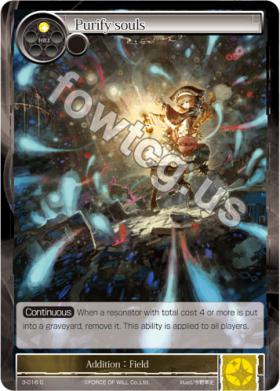 Purify souls
WILL
fowtcg.us
Continuous When a resonator with total cost 4 or more is put
into a graveyard, remove it. This ability is applied to all players.
Addition : Field
3-016 C
©FORCE OF WILL Co.,Ltd.